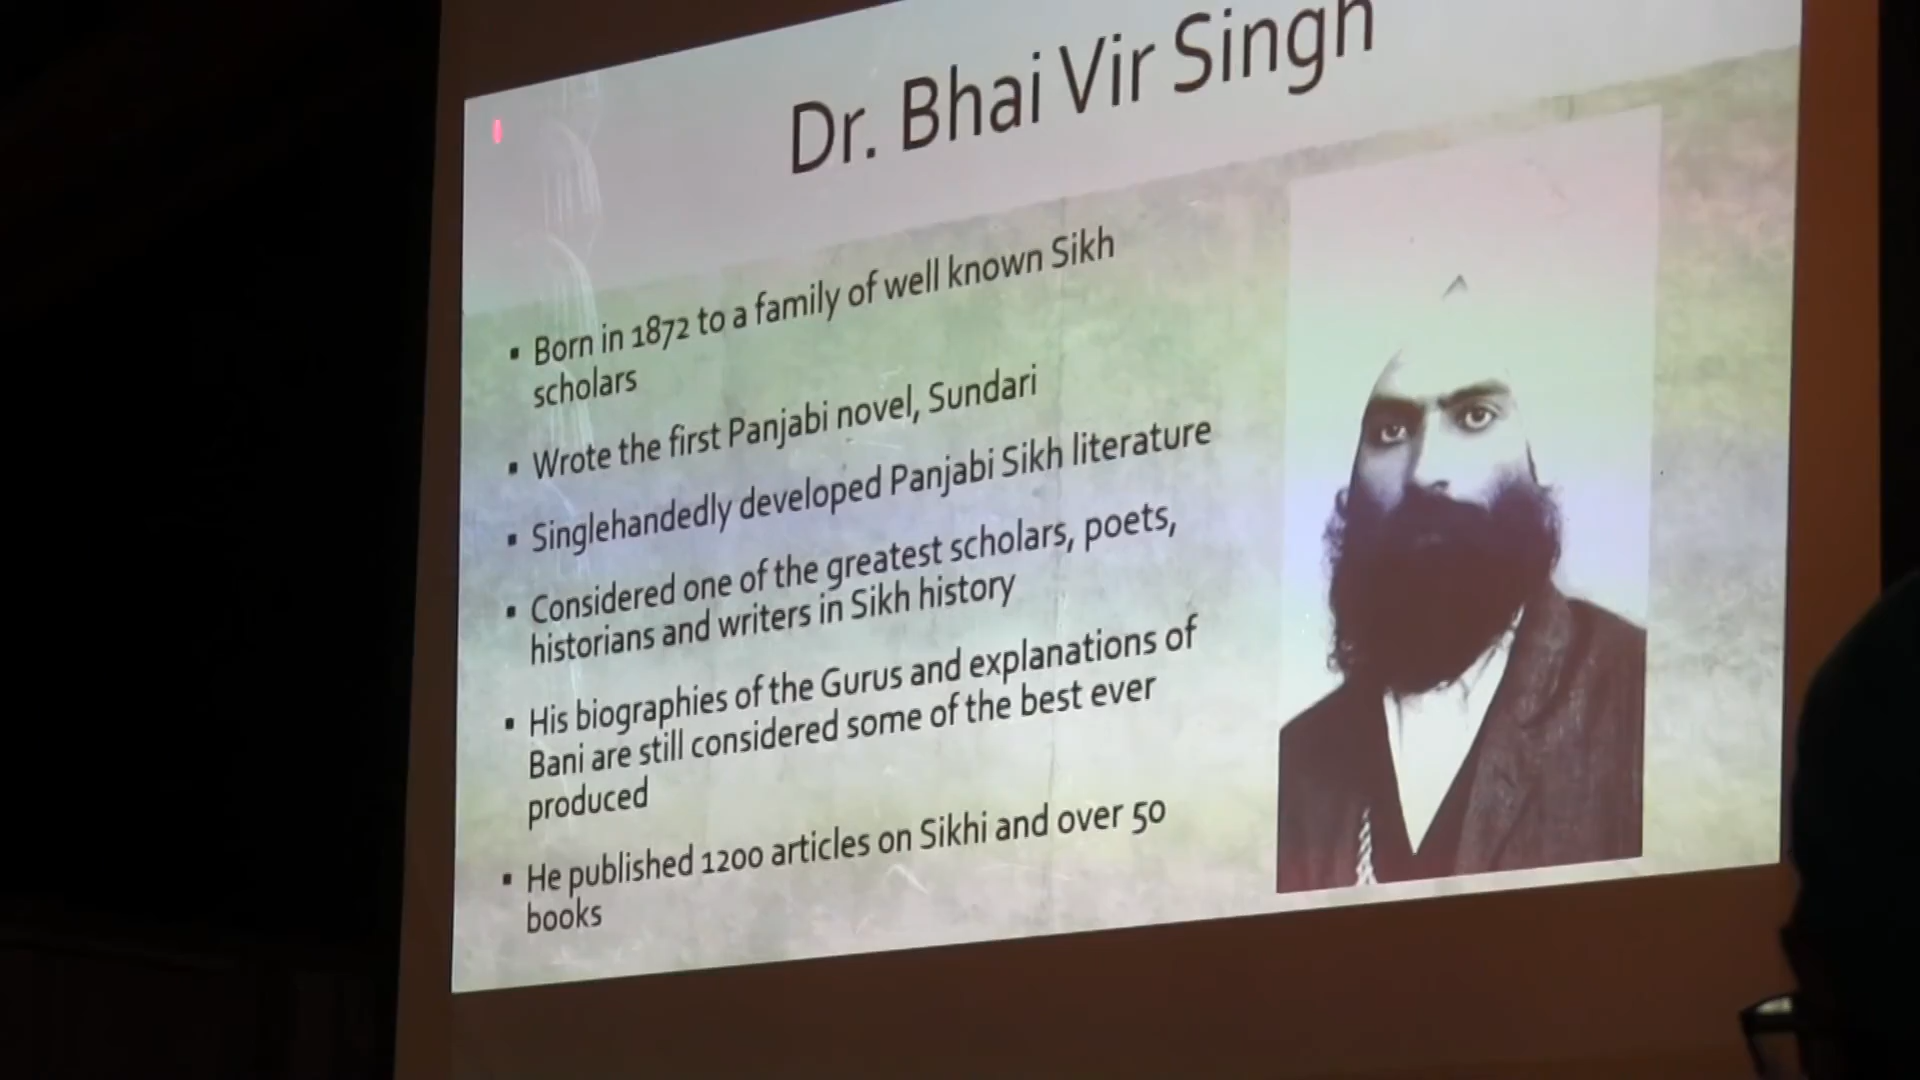 Dr. Bhai Vir Singh
▪ Born in 1872 to a family of well known Sikh
scholars
▪ Wrote the first Panjabi novel, Sundari
▪ Singlehandedly developed Panjabi Sikh literature
▪ Considered one of the greatest scholars, poets,
historians and writers in Sikh history
▪ His biographies of the Gurus and explanations of
Bani are still considered some of the best ever
produced
▪ He published 1200 articles on Sikhi and over 50
books